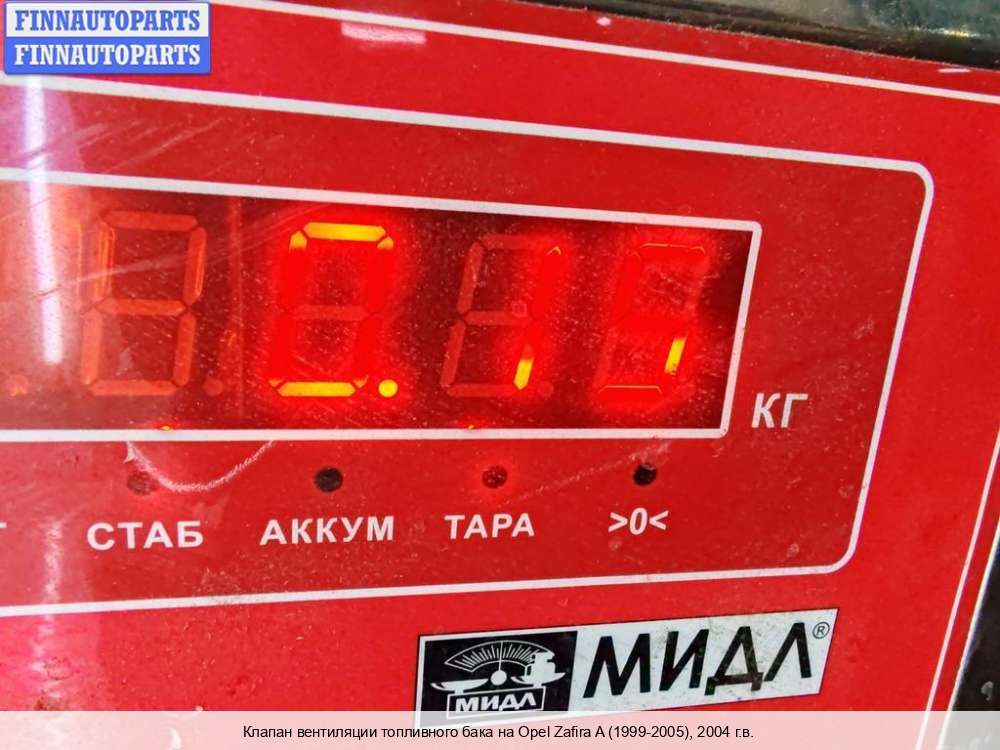 FINNAUTOPARTS
FINNAUTOPARTS
КГ
СТАБ АККУМ ТАРА >0<
МИДЛ
МИДЛ®
Клапан вентиляции топливного бака на Opel Zafira A (1999-2005), 2004 г.в.